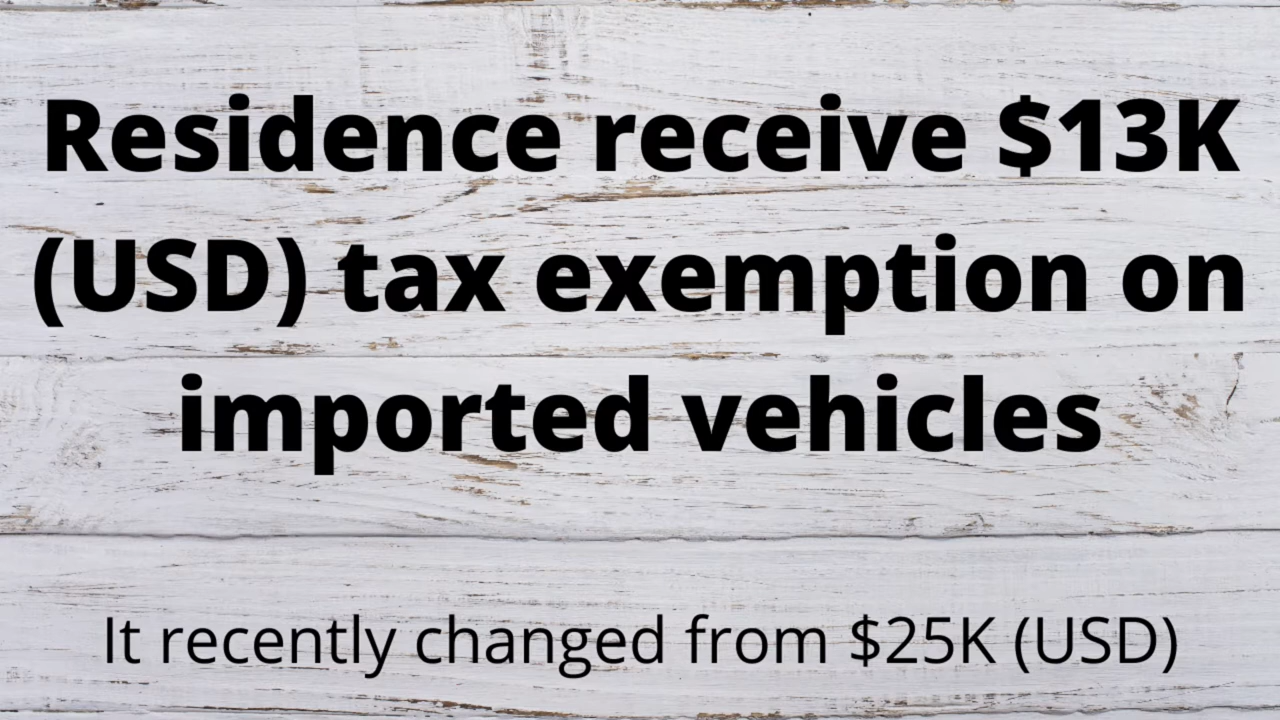 Residence receive $13K
(USD) tax exemption on
imported vehicles
It recently changed from $25K (USD)